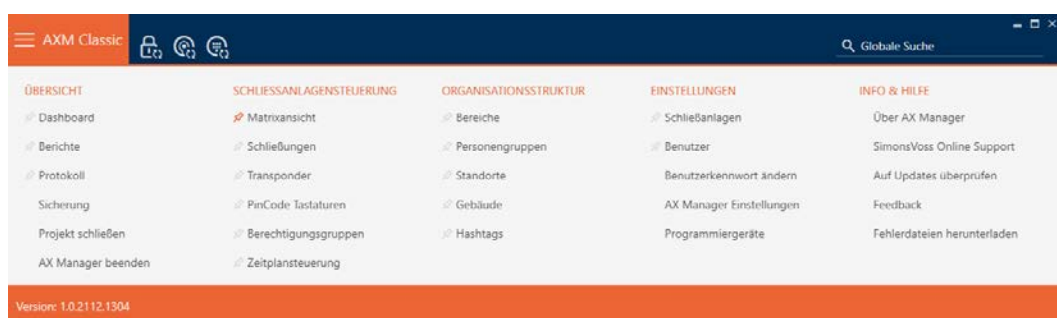 AXM Classic
Globale Suche
ÜBERSICHT
Dashboard
Berichte
Protokoll
Sicherung
Projekt schließen
AX Manager beenden
SCHLIESSANLAGENSTEUERUNG
Matrixansicht
Schließungen
Transponder
PinCode Tastaturen
Berechtigungsgruppen
Zeitplansteuerung
ORGANISATIONSSTRUKTUR
Bereiche
Personengruppen
Standorte
Gebäude
Hashtags
EINSTELLUNGEN
Schließanlagen
Benutzer
Benutzerkennwort ändern
AX Manager Einstellungen
Programmiergeräte
INFO & HILFE
Über AX Manager
SimonsVoss Online Support
Auf Updates überprüfen
Feedback
Fehlerdateien herunterladen
Version: 1.0.2112.1304